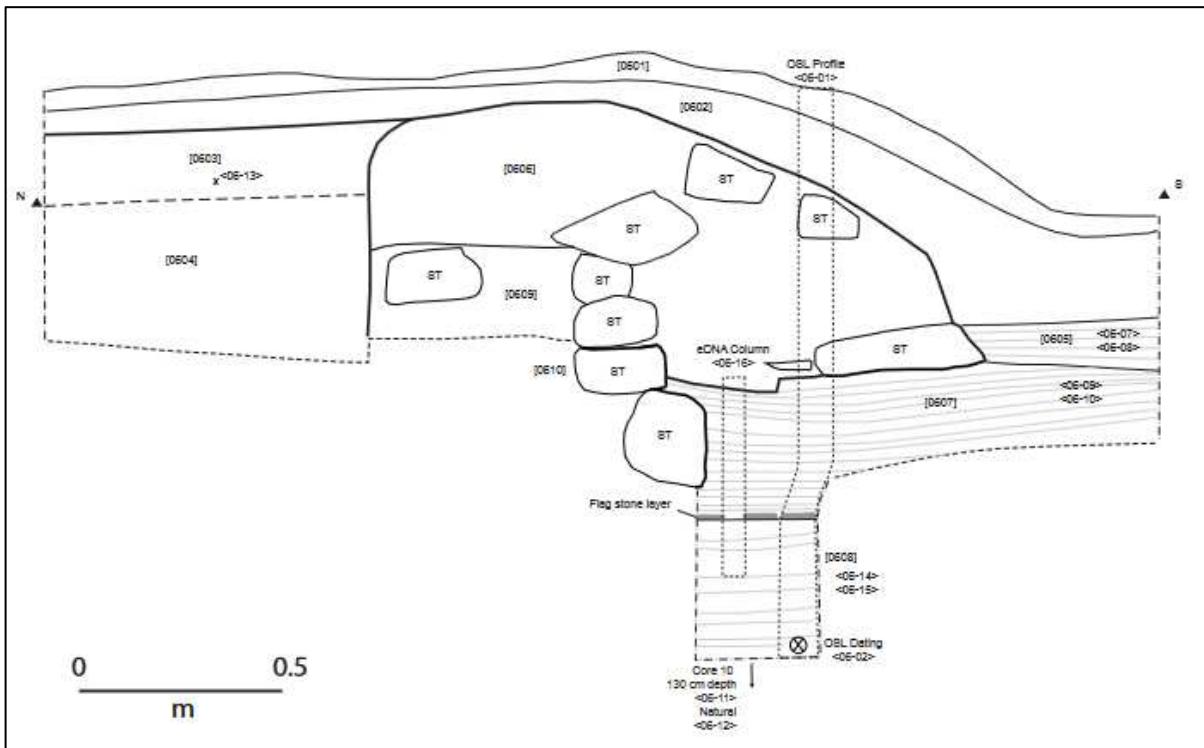 [0601]
OSL Profile
<06-01>
[0602]
[0603]
x <06-13>
[0606]
N
S
ST
ST
ST
[0604]
ST
[0609]
ST
ST
[0605]
<06-07>
<06-08>
eDNA Column
<06-16>
ST
[0610]
ST
<06-09>
<06-10>
[0607]
ST
Flag stone layer
[0608]
<06-14>
<06-15>
OSL Dating
<06-02>
0
0.5
m
Core 10
130 cm depth
<06-11>
Natural
<06-12>